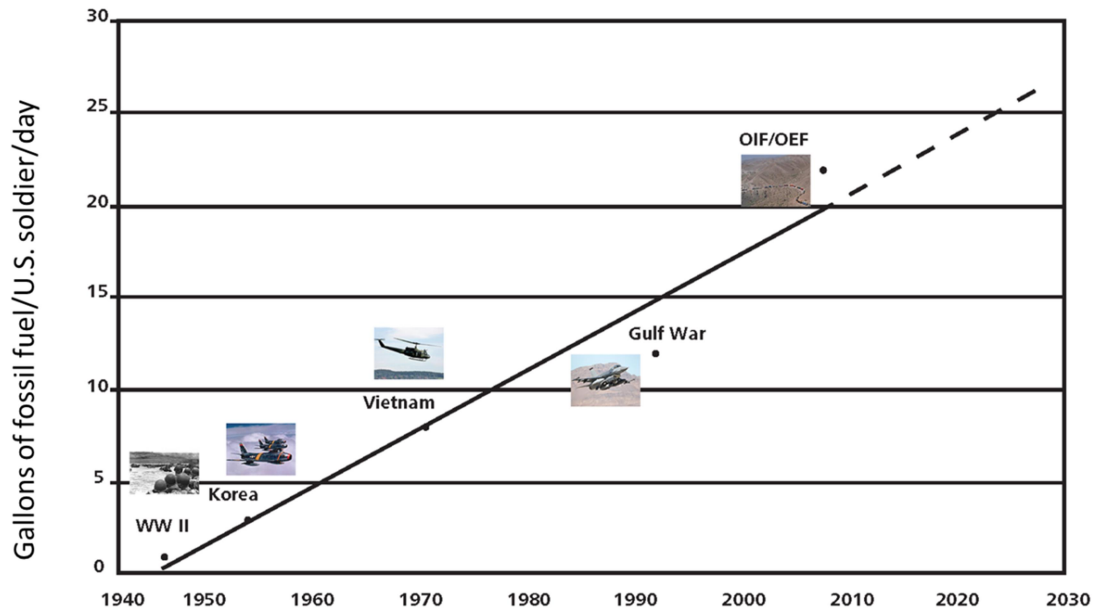 Gallons of fossil fuel/U.S. soldier/day
30
25
20
15
10
5
0
OIF/OEF
Gulf War
Vietnam
Korea
WW II
1940 1950 1960 1970 1980 1990 2000 2010 2020 2030